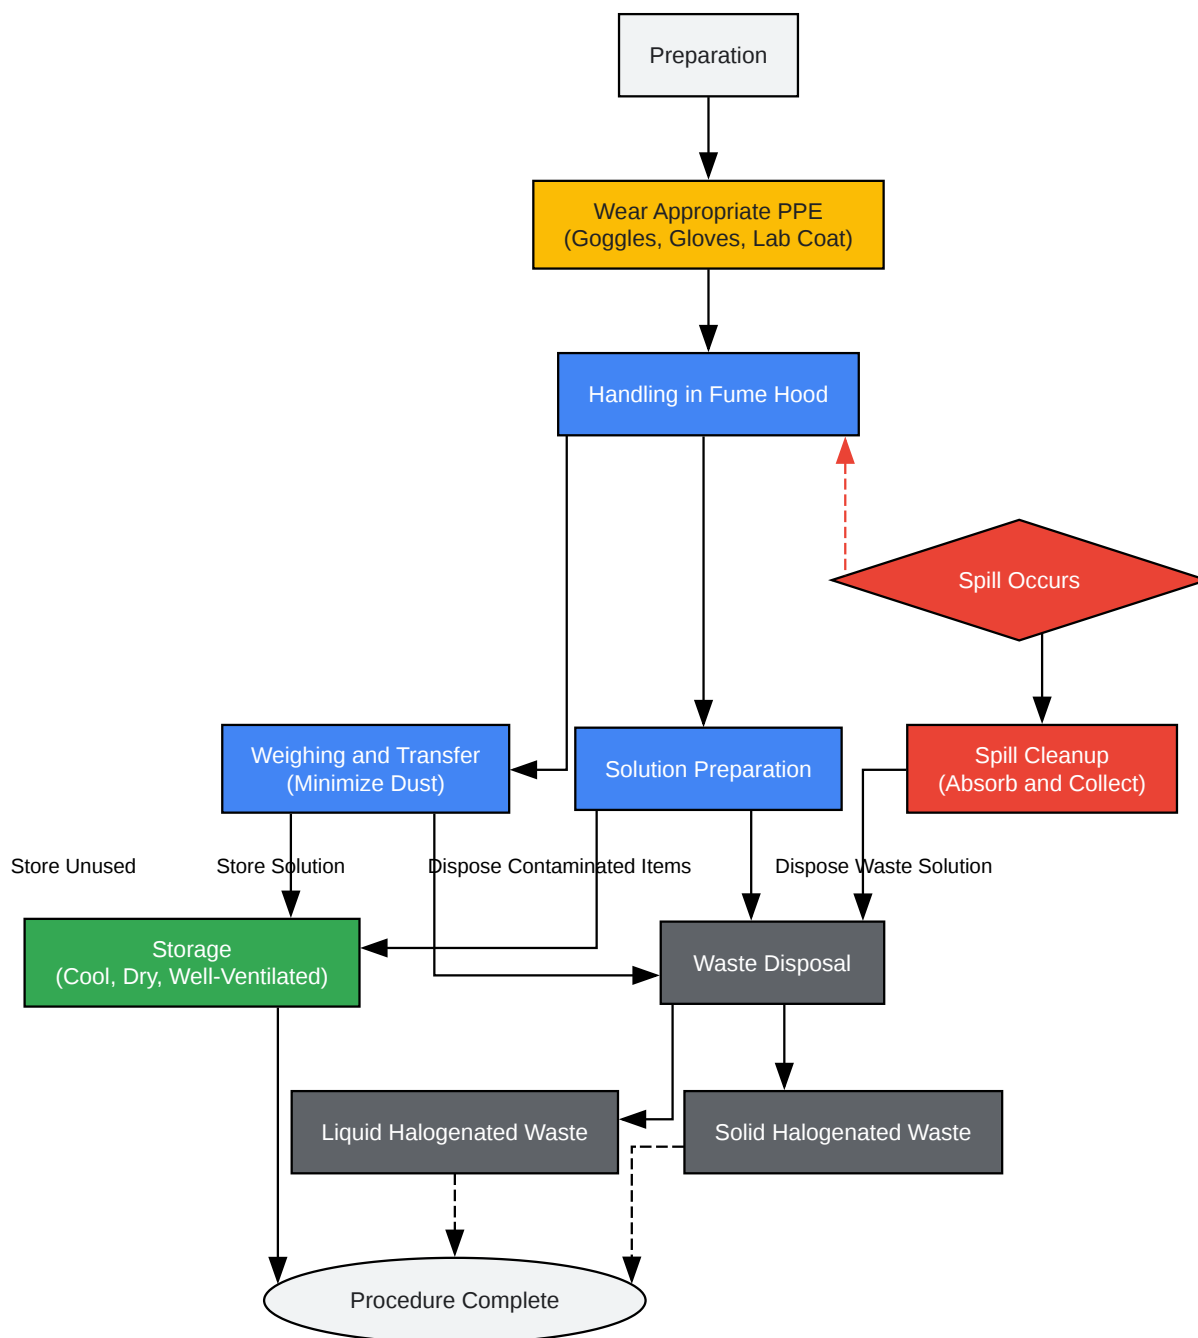 Preparation
Wear Appropriate PPE
(Goggles, Gloves, Lab Coat)
Handling in Fume Hood
Spill Occurs
Weighing and Transfer
(Minimize Dust)
Solution Preparation
Spill Cleanup
(Absorb and Collect)
Store Unused
Store Solution
Dispose Contaminated Items
Dispose Waste Solution
Storage
(Cool, Dry, Well-Ventilated)
Waste Disposal
Liquid Halogenated Waste
Solid Halogenated Waste
Procedure Complete